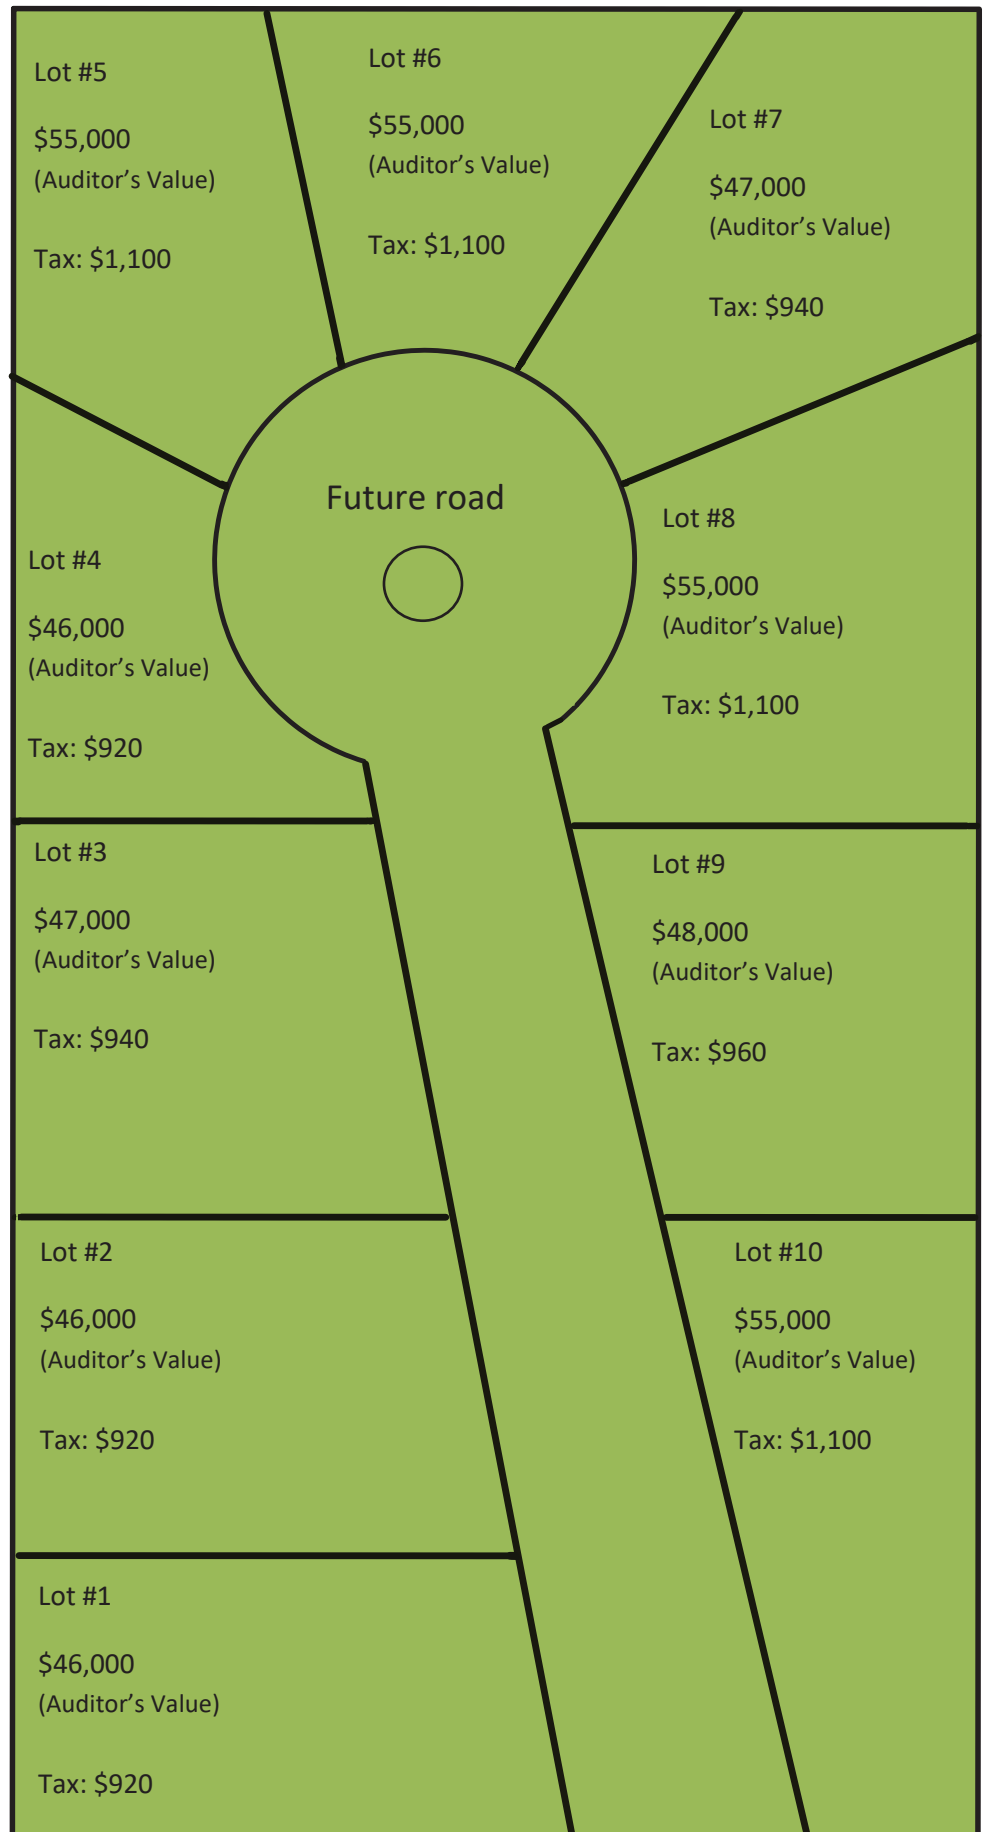 Lot #5
$55,000
(Auditor’s Value)
Tax: $1,100
Lot #6
$55,000
(Auditor’s Value)
Tax: $1,100
Lot #7
$47,000
(Auditor’s Value)
Tax: $940
Future road
Lot #4
$46,000
(Auditor’s Value)
Tax: $920
Lot #8
$55,000
(Auditor’s Value)
Tax: $1,100
Lot #3
$47,000
(Auditor’s Value)
Tax: $940
Lot #9
$48,000
(Auditor’s Value)
Tax: $960
Lot #2
$46,000
(Auditor’s Value)
Tax: $920
Lot #10
$55,000
(Auditor’s Value)
Tax: $1,100
Lot #1
$46,000
(Auditor’s Value)
Tax: $920